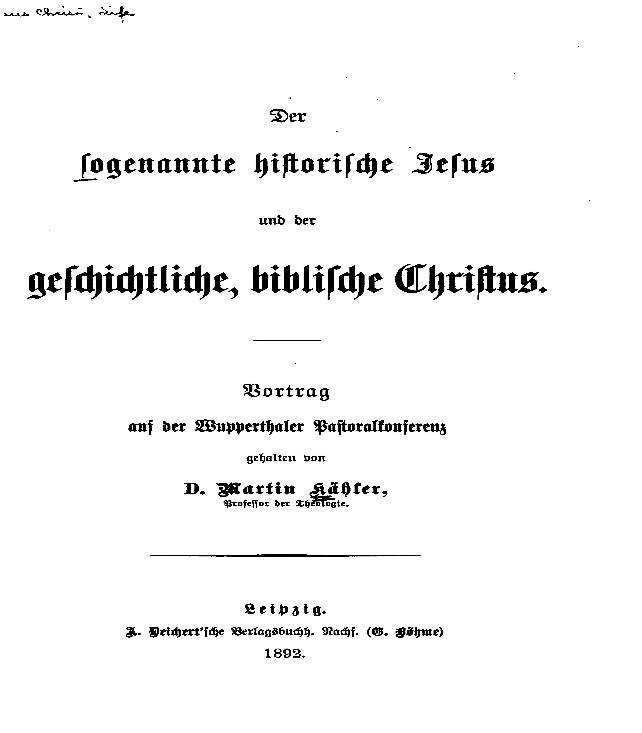 Der
sogenannte historische Jesus
und der
geschichtliche, biblische Christus.
Vortrag
auf der Wupperthaler Pastoralkonferenz
gehalten von
D. Martin Kähler,
Professor der Theologie.
Leipzig.
A. Deichert'sche Verlagsbuchh. Nachf. (G. Böhme)
1892.